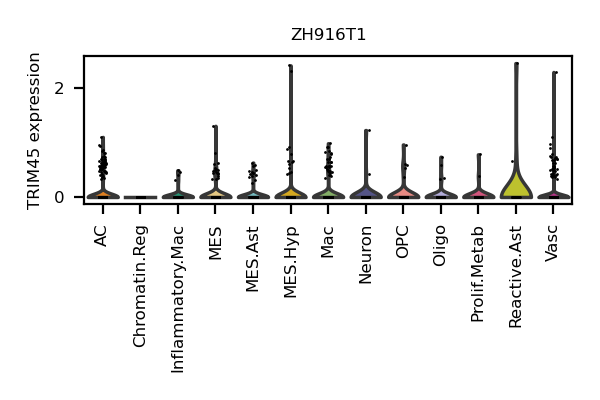 ZH916T1
TRIM45 expression
2
0
AC
Chromatin.Reg
Inflammatory.Mac
MES
MES.Ast
MES.Hyp
Mac
Neuron
OPC
Oligo
Prolif.Metab
Reactive.Ast
Vasc